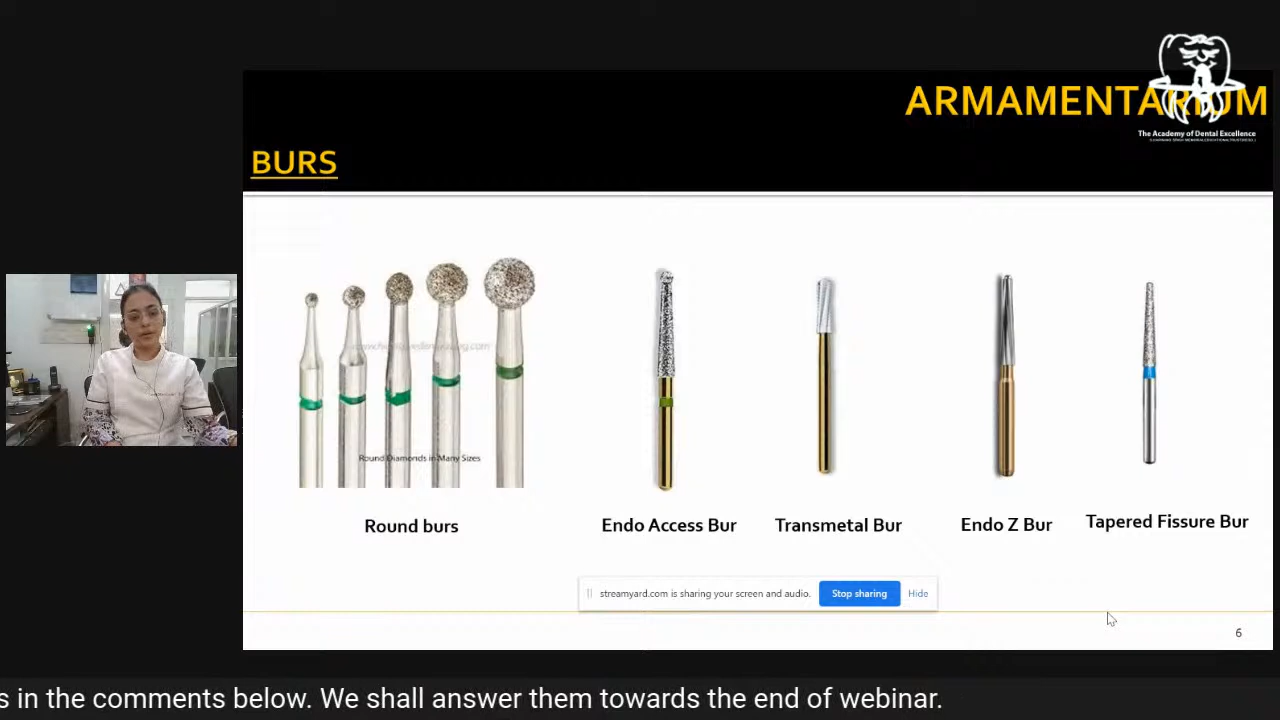 ARMAMENTARIUM
The Academy of Dental Excellence
BURS
Round Diamonds in Many Sizes
Round burs
Endo Access Bur
Transmetal Bur
Endo Z Bur
Tapered Fissure Bur
streamyard.com is sharing your screen and audio.
Stop sharing
Hide
6
s in the comments below. We shall answer them towards the end of webinar.